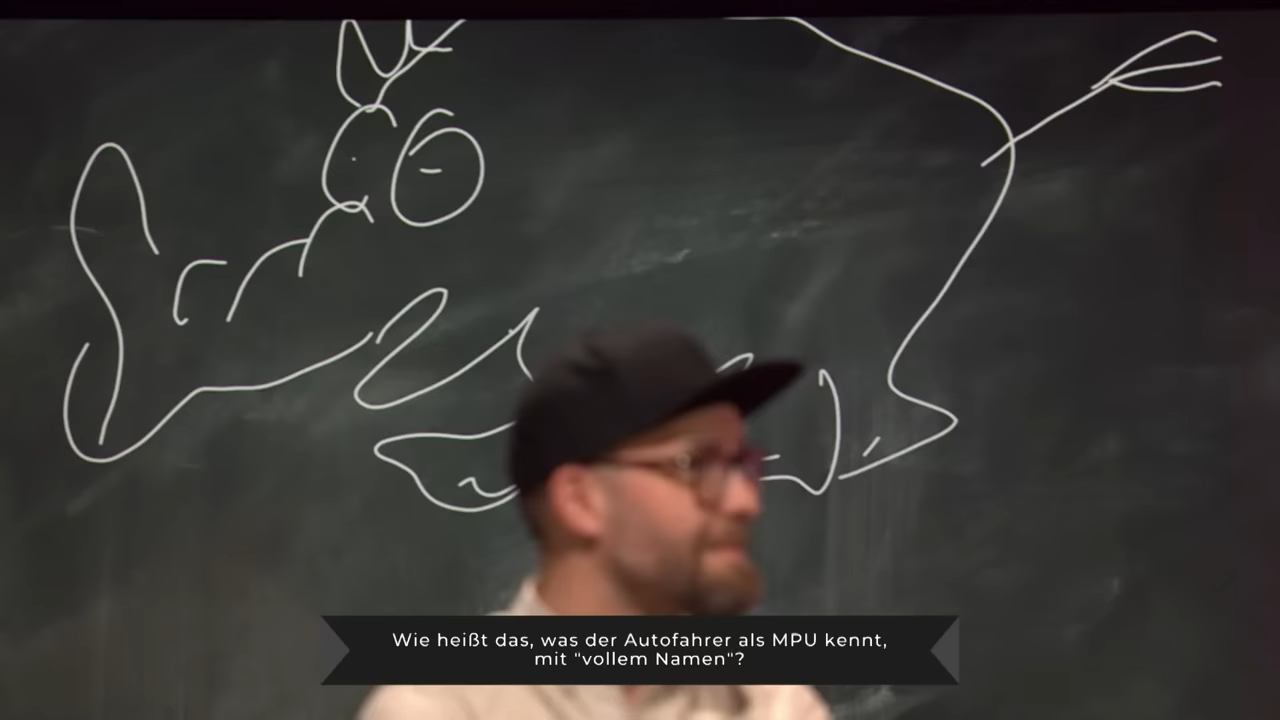 Wie heißt das, was der Autofahrer als MPU kennt,
mit "vollem Namen"?